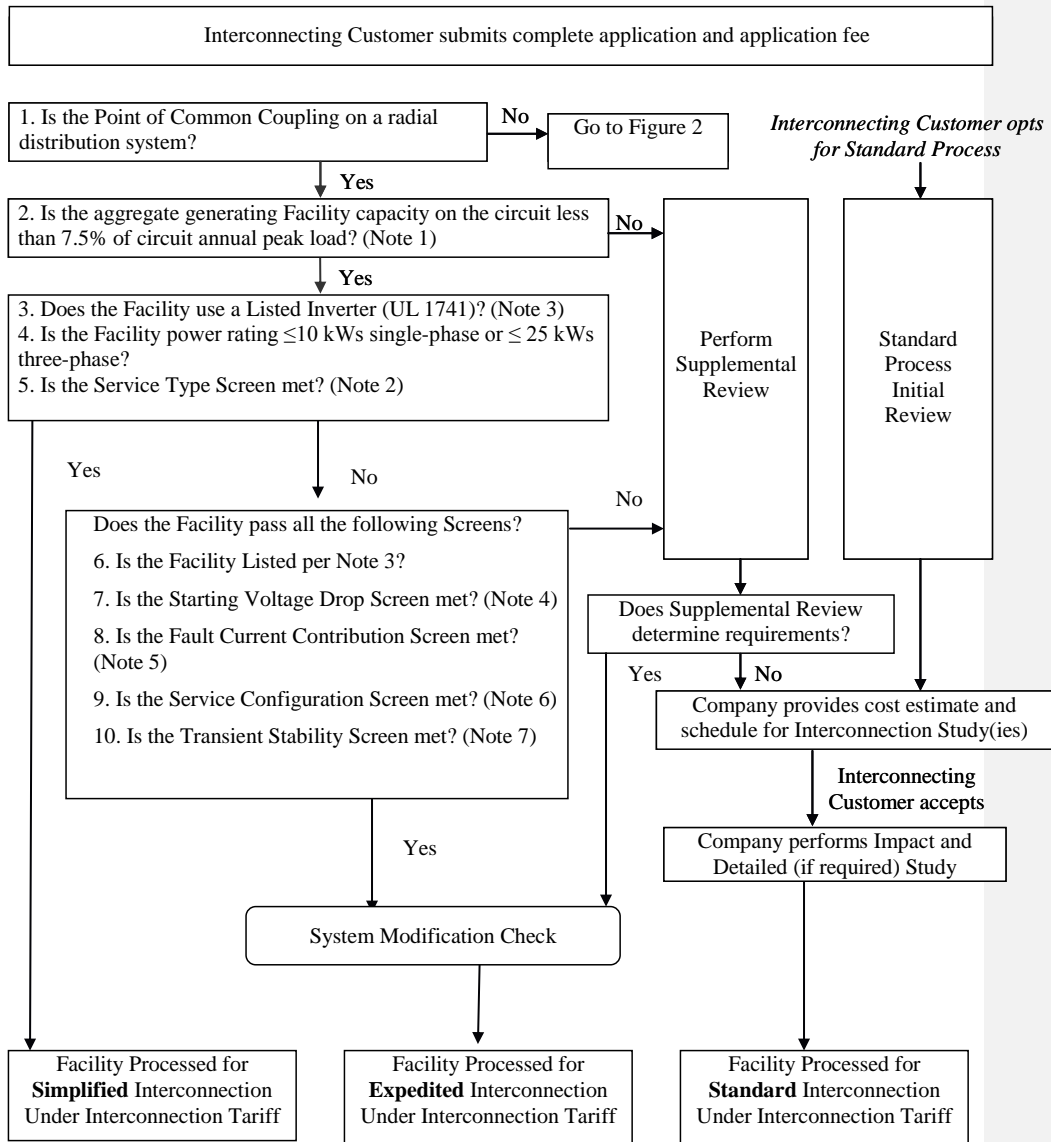 Interconnecting Customer submits complete application and application fee
1. Is the Point of Common Coupling on a radial
distribution system?
No
Go to Figure 2
Interconnecting Customer opts
for Standard Process
Yes
2. Is the aggregate generating Facility capacity on the circuit less
than 7.5% of circuit annual peak load? (Note 1)
No
Yes
3. Does the Facility use a Listed Inverter (UL 1741)? (Note 3)
4. Is the Facility power rating ≤10 kWs single-phase or ≤ 25 kWs
three-phase?
5. Is the Service Type Screen met? (Note 2)
Perform
Supplemental
Review
Standard
Process
Initial
Review
Yes
No
No
Does the Facility pass all the following Screens?
6. Is the Facility Listed per Note 3?
7. Is the Starting Voltage Drop Screen met? (Note 4)
8. Is the Fault Current Contribution Screen met?
(Note 5)
9. Is the Service Configuration Screen met? (Note 6)
10. Is the Transient Stability Screen met? (Note 7)
Does Supplemental Review
determine requirements?
Yes
No
Company provides cost estimate and
schedule for Interconnection Study(ies)
Interconnecting
Customer accepts
Company performs Impact and
Detailed (if required) Study
Yes
System Modification Check
Facility Processed for
Simplified Interconnection
Under Interconnection Tariff
Facility Processed for
Expedited Interconnection
Under Interconnection Tariff
Facility Processed for
Standard Interconnection
Under Interconnection Tariff